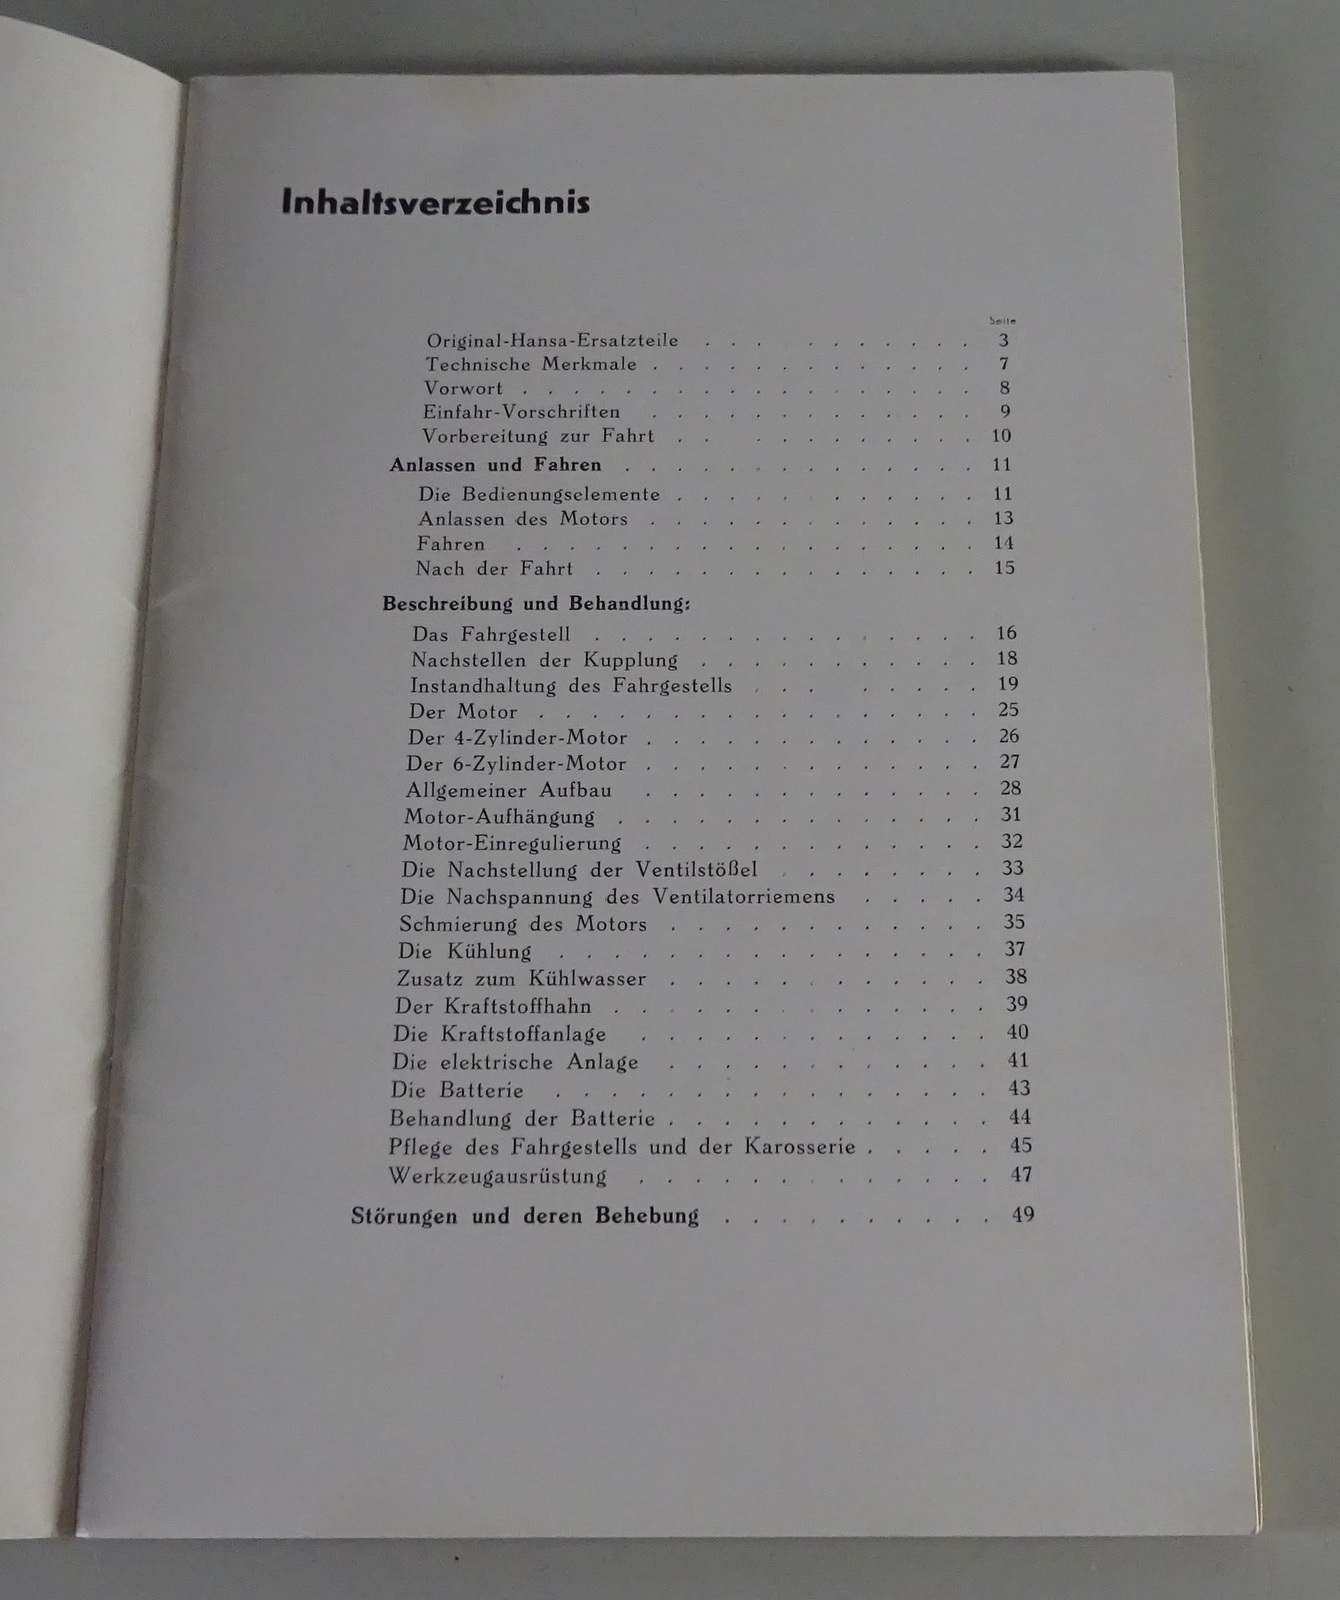 Inhaltsverzeichnis
Seite
Original-Hansa-Ersatzteile . . . . . . . . . . 3
Technische Merkmale . . . . . . . . . . . . . 7
Vorwort . . . . . . . . . . . . . . . . . . 8
Einfahr-Vorschriften . . . . . . . . . . . . . 9
Vorbereitung zur Fahrt . . . . . . . . . . . 10
Anlassen und Fahren . . . . . . . . . . . . . . 11
Die Bedienungselemente . . . . . . . . . . . . 11
Anlassen des Motors . . . . . . . . . . . . . 13
Fahren . . . . . . . . . . . . . . . . . . 14
Nach der Fahrt . . . . . . . . . . . . . . . 15
Beschreibung und Behandlung:
Das Fahrgestell . . . . . . . . . . . . . . . 16
Nachstellen der Kupplung . . . . . . . . . . . 18
Instandhaltung des Fahrgestells . . . . . . . . 19
Der Motor . . . . . . . . . . . . . . . . . 25
Der 4-Zylinder-Motor . . . . . . . . . . . . . 26
Der 6-Zylinder-Motor . . . . . . . . . . . . . 27
Allgemeiner Aufbau . . . . . . . . . . . . . 28
Motor-Aufhängung . . . . . . . . . . . . . . 31
Motor-Einregulierung . . . . . . . . . . . . . 32
Die Nachstellung der Ventilstößel . . . . . . . . 33
Die Nachspannung des Ventilatorriemens . . . . . 34
Schmierung des Motors . . . . . . . . . . . . 35
Die Kühlung . . . . . . . . . . . . . . . . 37
Zusatz zum Kühlwasser . . . . . . . . . . . . 38
Der Kraftstoffhahn . . . . . . . . . . . . . . 39
Die Kraftstoffanlage . . . . . . . . . . . . . 40
Die elektrische Anlage . . . . . . . . . . . . 41
Die Batterie . . . . . . . . . . . . . . . . 43
Behandlung der Batterie . . . . . . . . . . . . 44
Pflege des Fahrgestells und der Karosserie . . . . . 45
Werkzeugausrüstung . . . . . . . . . . . . . 47
Störungen und deren Behebung . . . . . . . . . . 49